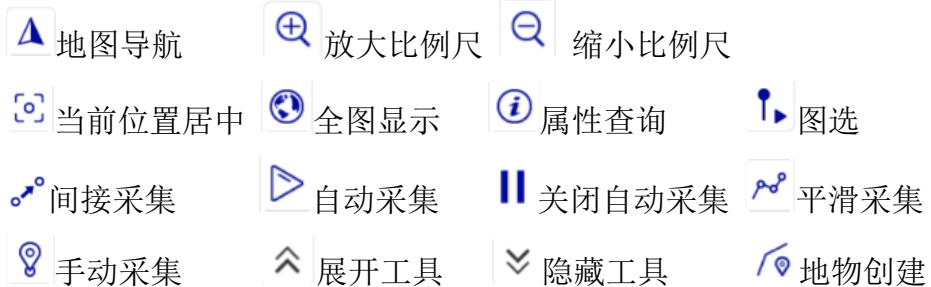 地图导航 放大比例尺 缩小比例尺
当前位置居中 全图显示 属性查询 图选
间接采集 自动采集 关闭自动采集 平滑采集
手动采集 展开工具 隐藏工具 地物创建